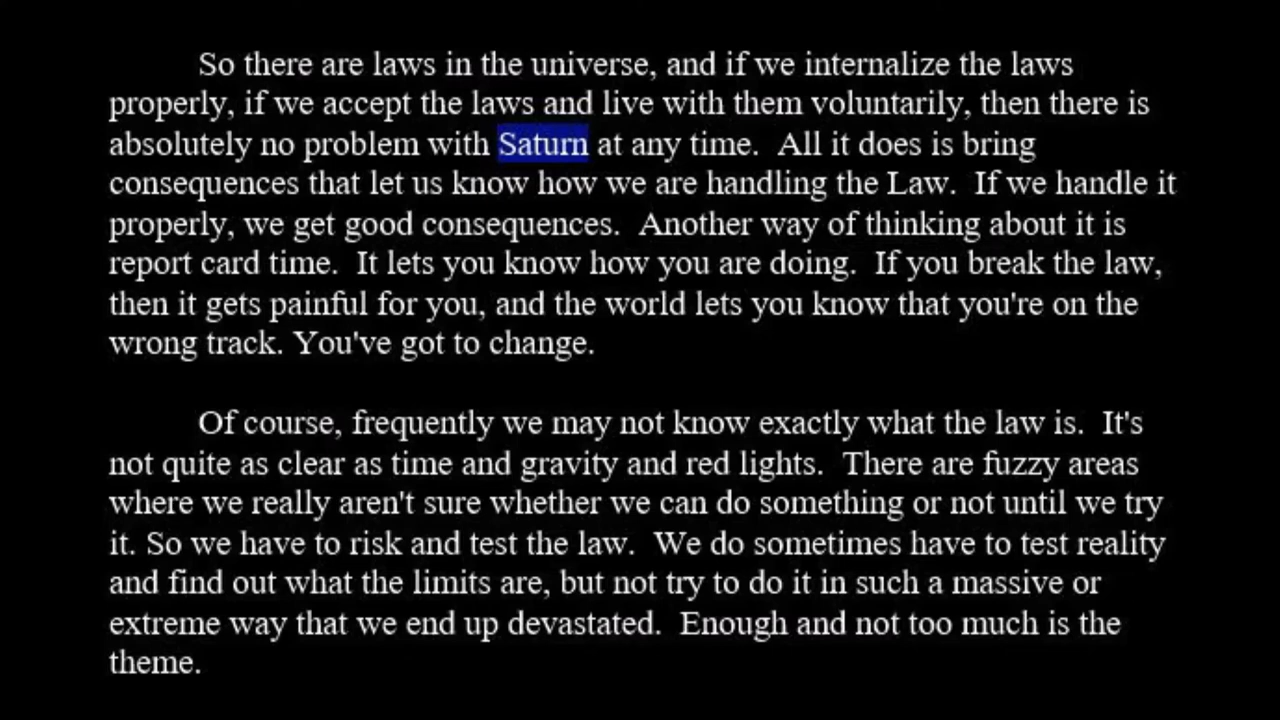 So there are laws in the universe, and if we internalize the laws
properly, if we accept the laws and live with them voluntarily, then there is
absolutely no problem with Saturn at any time.  All it does is bring
consequences that let us know how we are handling the Law.  If we handle it
properly, we get good consequences.  Another way of thinking about it is
report card time.  It lets you know how you are doing.  If you break the law,
then it gets painful for you, and the world lets you know that you're on the
wrong track. You've got to change.
Of course, frequently we may not know exactly what the law is.  It's
not quite as clear as time and gravity and red lights.  There are fuzzy areas
where we really aren't sure whether we can do something or not until we try
it. So we have to risk and test the law.  We do sometimes have to test reality
and find out what the limits are, but not try to do it in such a massive or
extreme way that we end up devastated.  Enough and not too much is the
theme.